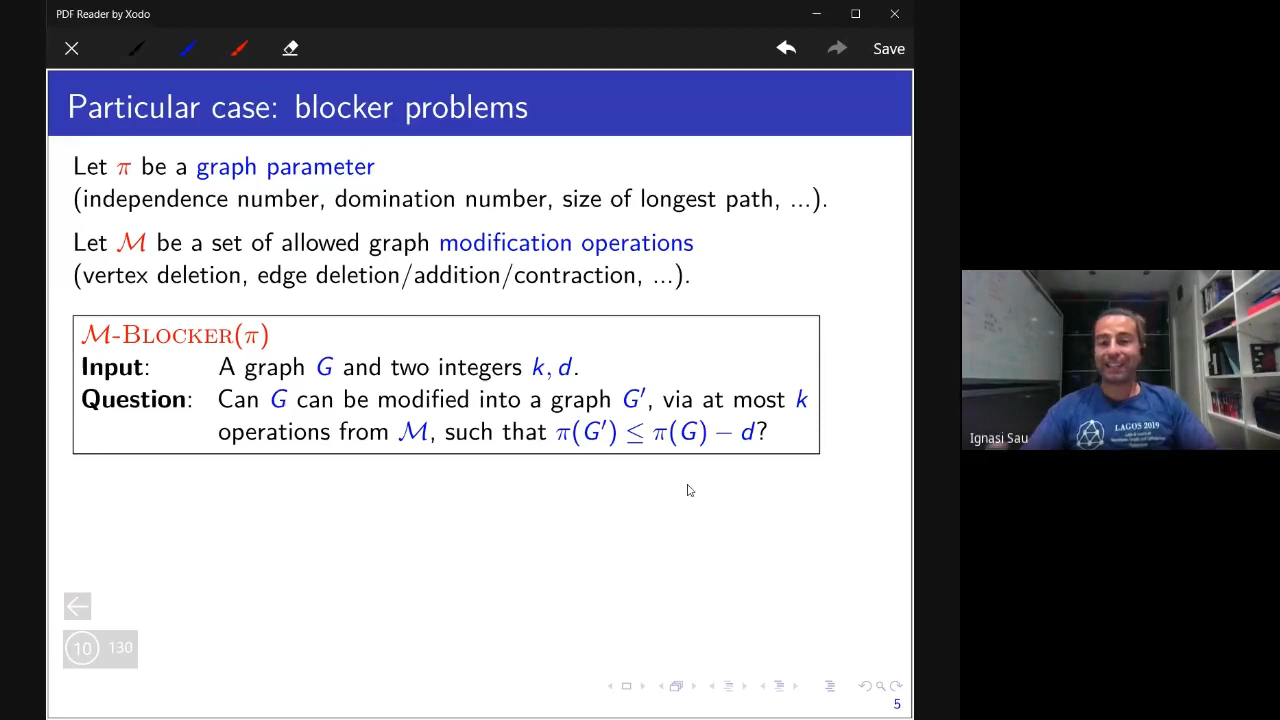 PDF Reader by Xodo
Save
Particular case: blocker problems
Let π be a graph parameter
(independence number, domination number, size of longest path, ...).
Let ℳ be a set of allowed graph modification operations
(vertex deletion, edge deletion/addition/contraction, ...).
ℳ-BLOCKER(π)
Input: A graph G and two integers k, d.
Question: Can G can be modified into a graph G′, via at most k
operations from ℳ, such that π(G′) ≤ π(G) − d?
10 130
5
Ignasi Sau
LAGOS 2019